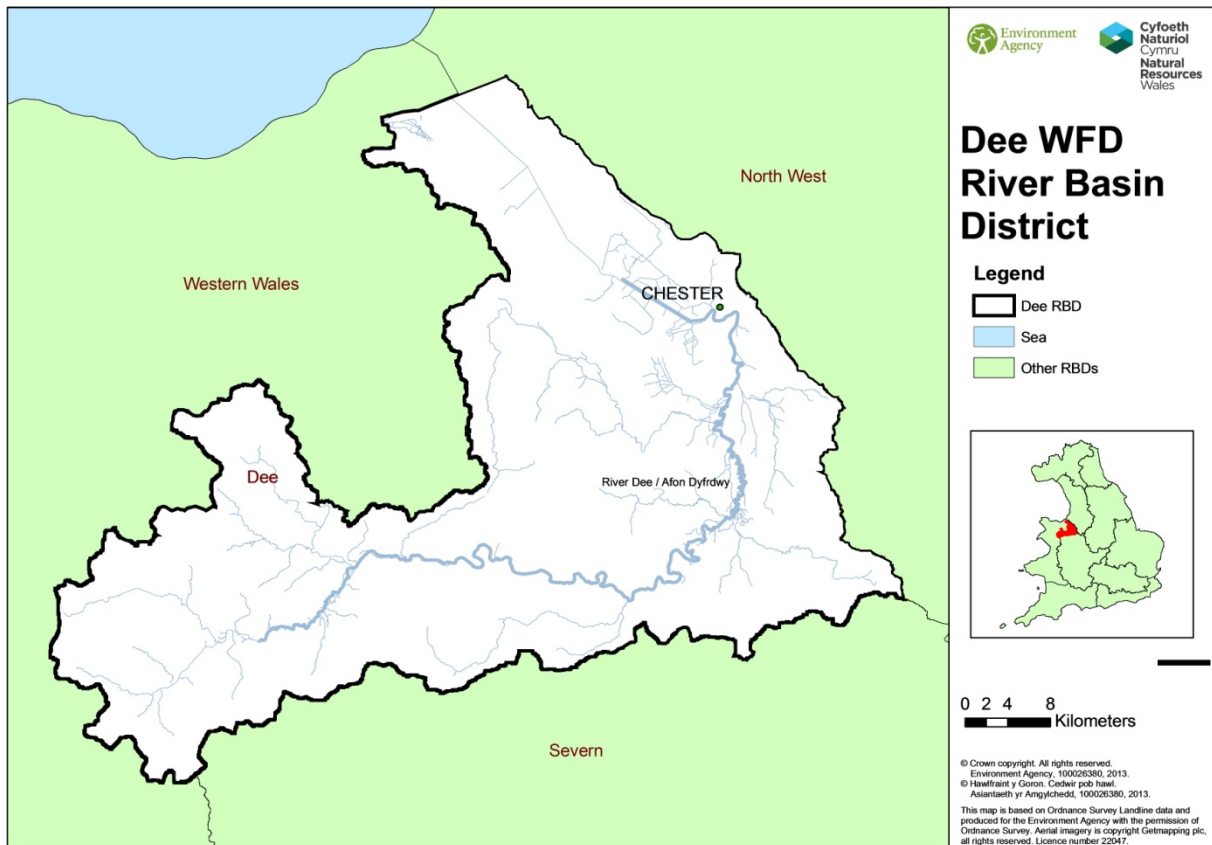 Environment
Agency
Cyfoeth
Naturiol
Cymru
Natural
Resources
Wales
Dee WFD
River Basin
District
Legend
Dee RBD
Sea
Other RBDs
North West
Western Wales
CHESTER
Dee
River Dee / Afon Dyfrdwy
Severn
0 2 4 8
Kilometers
© Crown copyright. All rights reserved.
Environment Agency, 100026380, 2013.
© Hawlfraint y Goron. Cedwir pob hawl.
Asiantaeth yr Amgylchedd, 100026380, 2013.
This map is based on Ordnance Survey Landline data and
produced for the Environment Agency with the permission of
Ordnance Survey. Aerial imagery is copyright Getmapping plc,
all rights reserved. Licence number 22047.